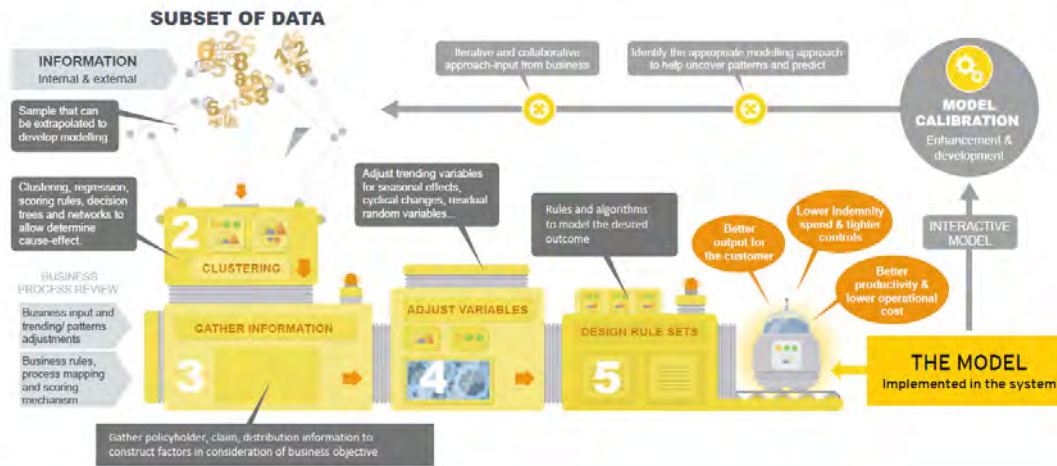 SUBSET OF DATA
INFORMATION
Internal & external
Sample that can
be extrapolated to
develop modelling
Clustering, regression,
scoring rules, decision
trees and networks to
allow determine
cause-effect.
BUSINESS
PROCESS REVIEW
Business input and
trending/ patterns
adjustments
Business rules,
process mapping
and scoring
mechanism
2
CLUSTERING
GATHER INFORMATION
3
Gather policyholder, claim, distribution information to
construct factors in consideration of business objective
Adjust trending variables
for seasonal effects,
cyclical changes, residual
random variables...
ADJUST VARIABLES
4
Rules and algorithms
to model the desired
outcome
DESIGN RULE SETS
5
Iterative and collaborative
approach-input from business
Identify the appropriate modelling approach
to help uncover patterns and predict
MODEL
CALIBRATION
Enhancement &
development
INTERACTIVE
MODEL
Better
output for
the customer
Lower Indemnity
spend & tighter
controls
Better
productivity &
lower operational
cost
THE MODEL
Implemented in the system